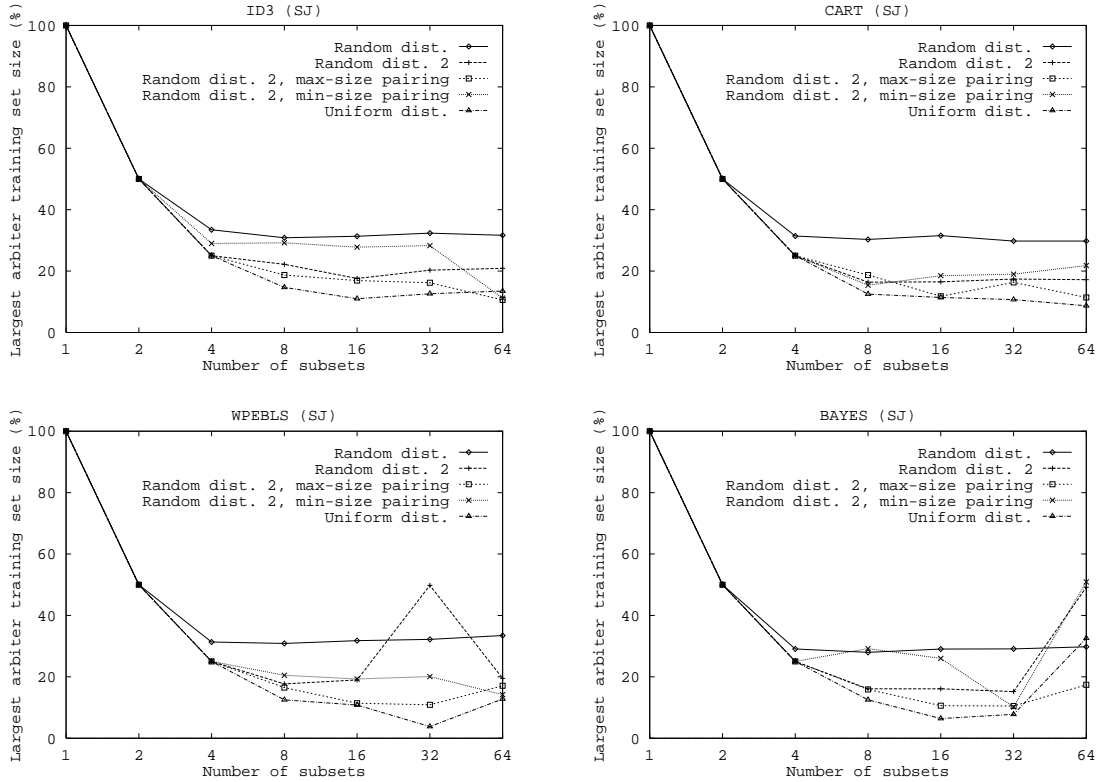 ID3 (SJ)
Largest arbiter training set size (%)
100
80
60
40
20
0
Random dist.
Random dist. 2
Random dist. 2, max-size pairing
Random dist. 2, min-size pairing
Uniform dist.
1 2 4 8 16 32 64
Number of subsets
CART (SJ)
Largest arbiter training set size (%)
100
80
60
40
20
0
Random dist.
Random dist. 2
Random dist. 2, max-size pairing
Random dist. 2, min-size pairing
Uniform dist.
1 2 4 8 16 32 64
Number of subsets
WPEBLS (SJ)
Largest arbiter training set size (%)
100
80
60
40
20
0
Random dist.
Random dist. 2
Random dist. 2, max-size pairing
Random dist. 2, min-size pairing
Uniform dist.
1 2 4 8 16 32 64
Number of subsets
BAYES (SJ)
Largest arbiter training set size (%)
100
80
60
40
20
0
Random dist.
Random dist. 2
Random dist. 2, max-size pairing
Random dist. 2, min-size pairing
Uniform dist.
1 2 4 8 16 32 64
Number of subsets